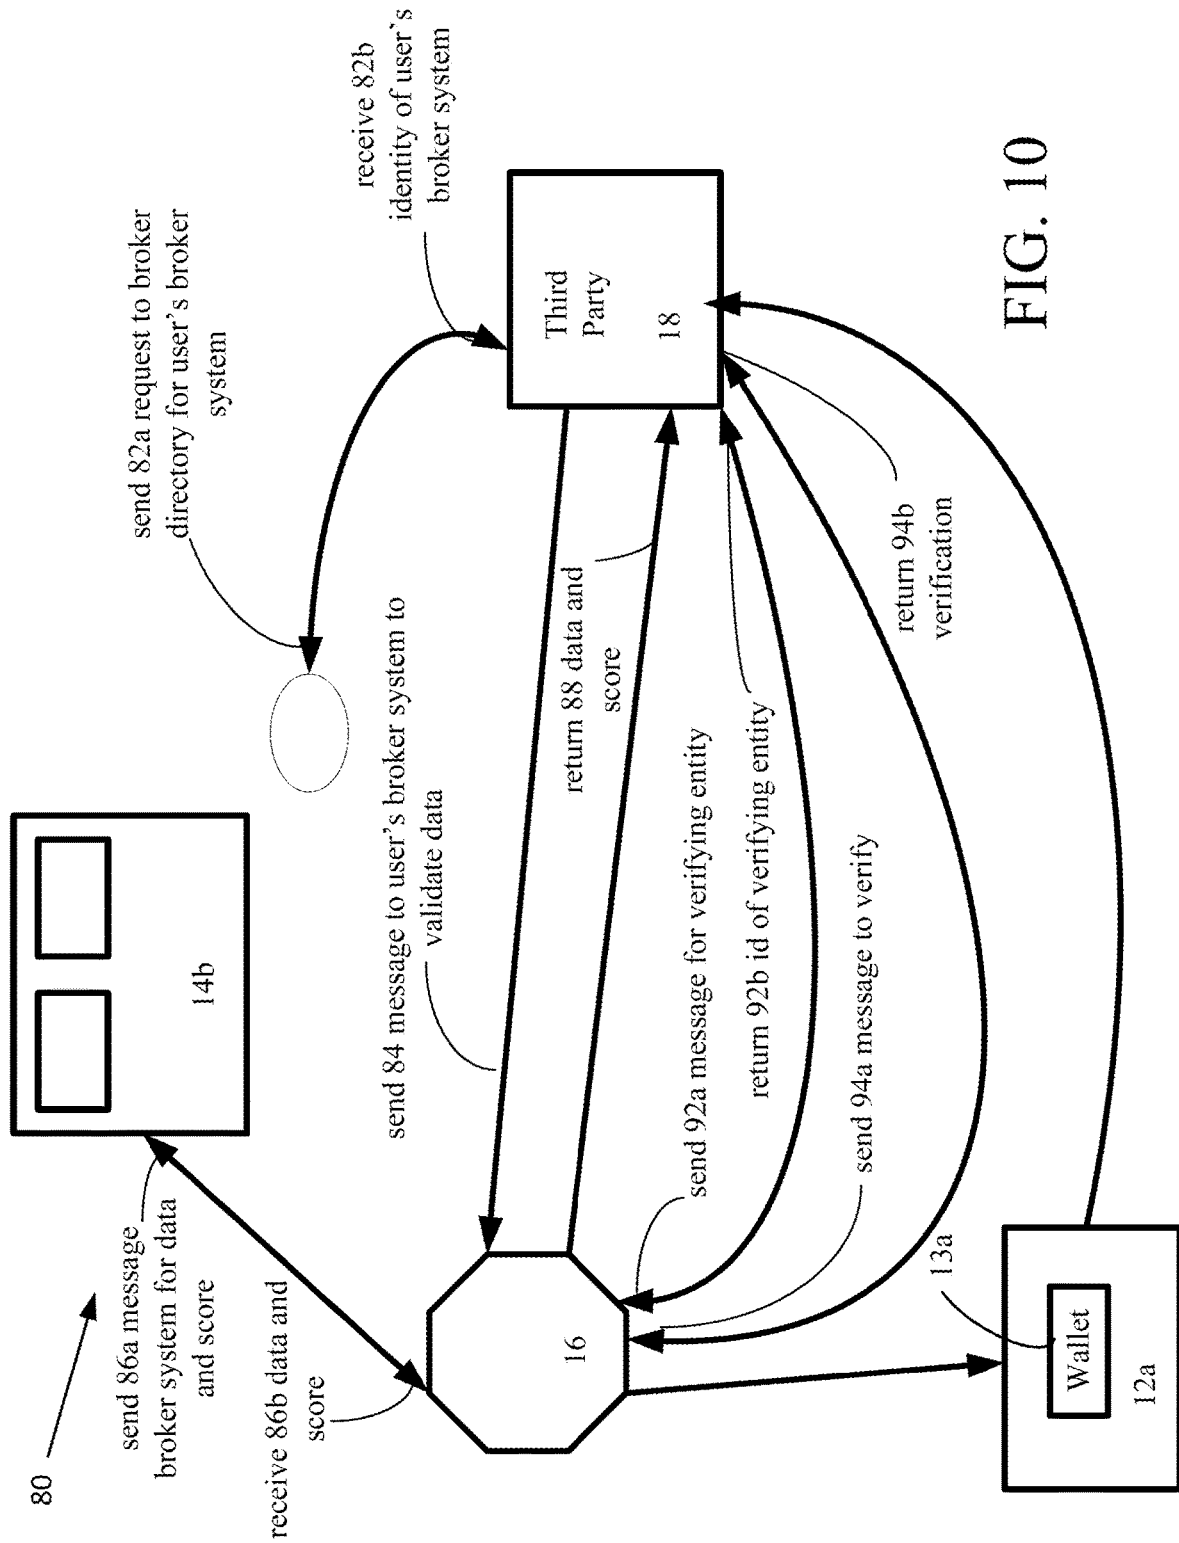 80
send 86a message
broker system for data
and score
receive 86b data and
score
14b
send 82a request to broker
directory for user's broker
system
receive 82b
identity of user`s
broker system
send 84 message to user's broker system to
validate data
return 88 data and
score
Third
Party
18
16
send 92a message for verifying entity
return 92b id of verifying entity
send 94a message to verify
return 94b
verification
13a
Wallet
12a
FIG. 10